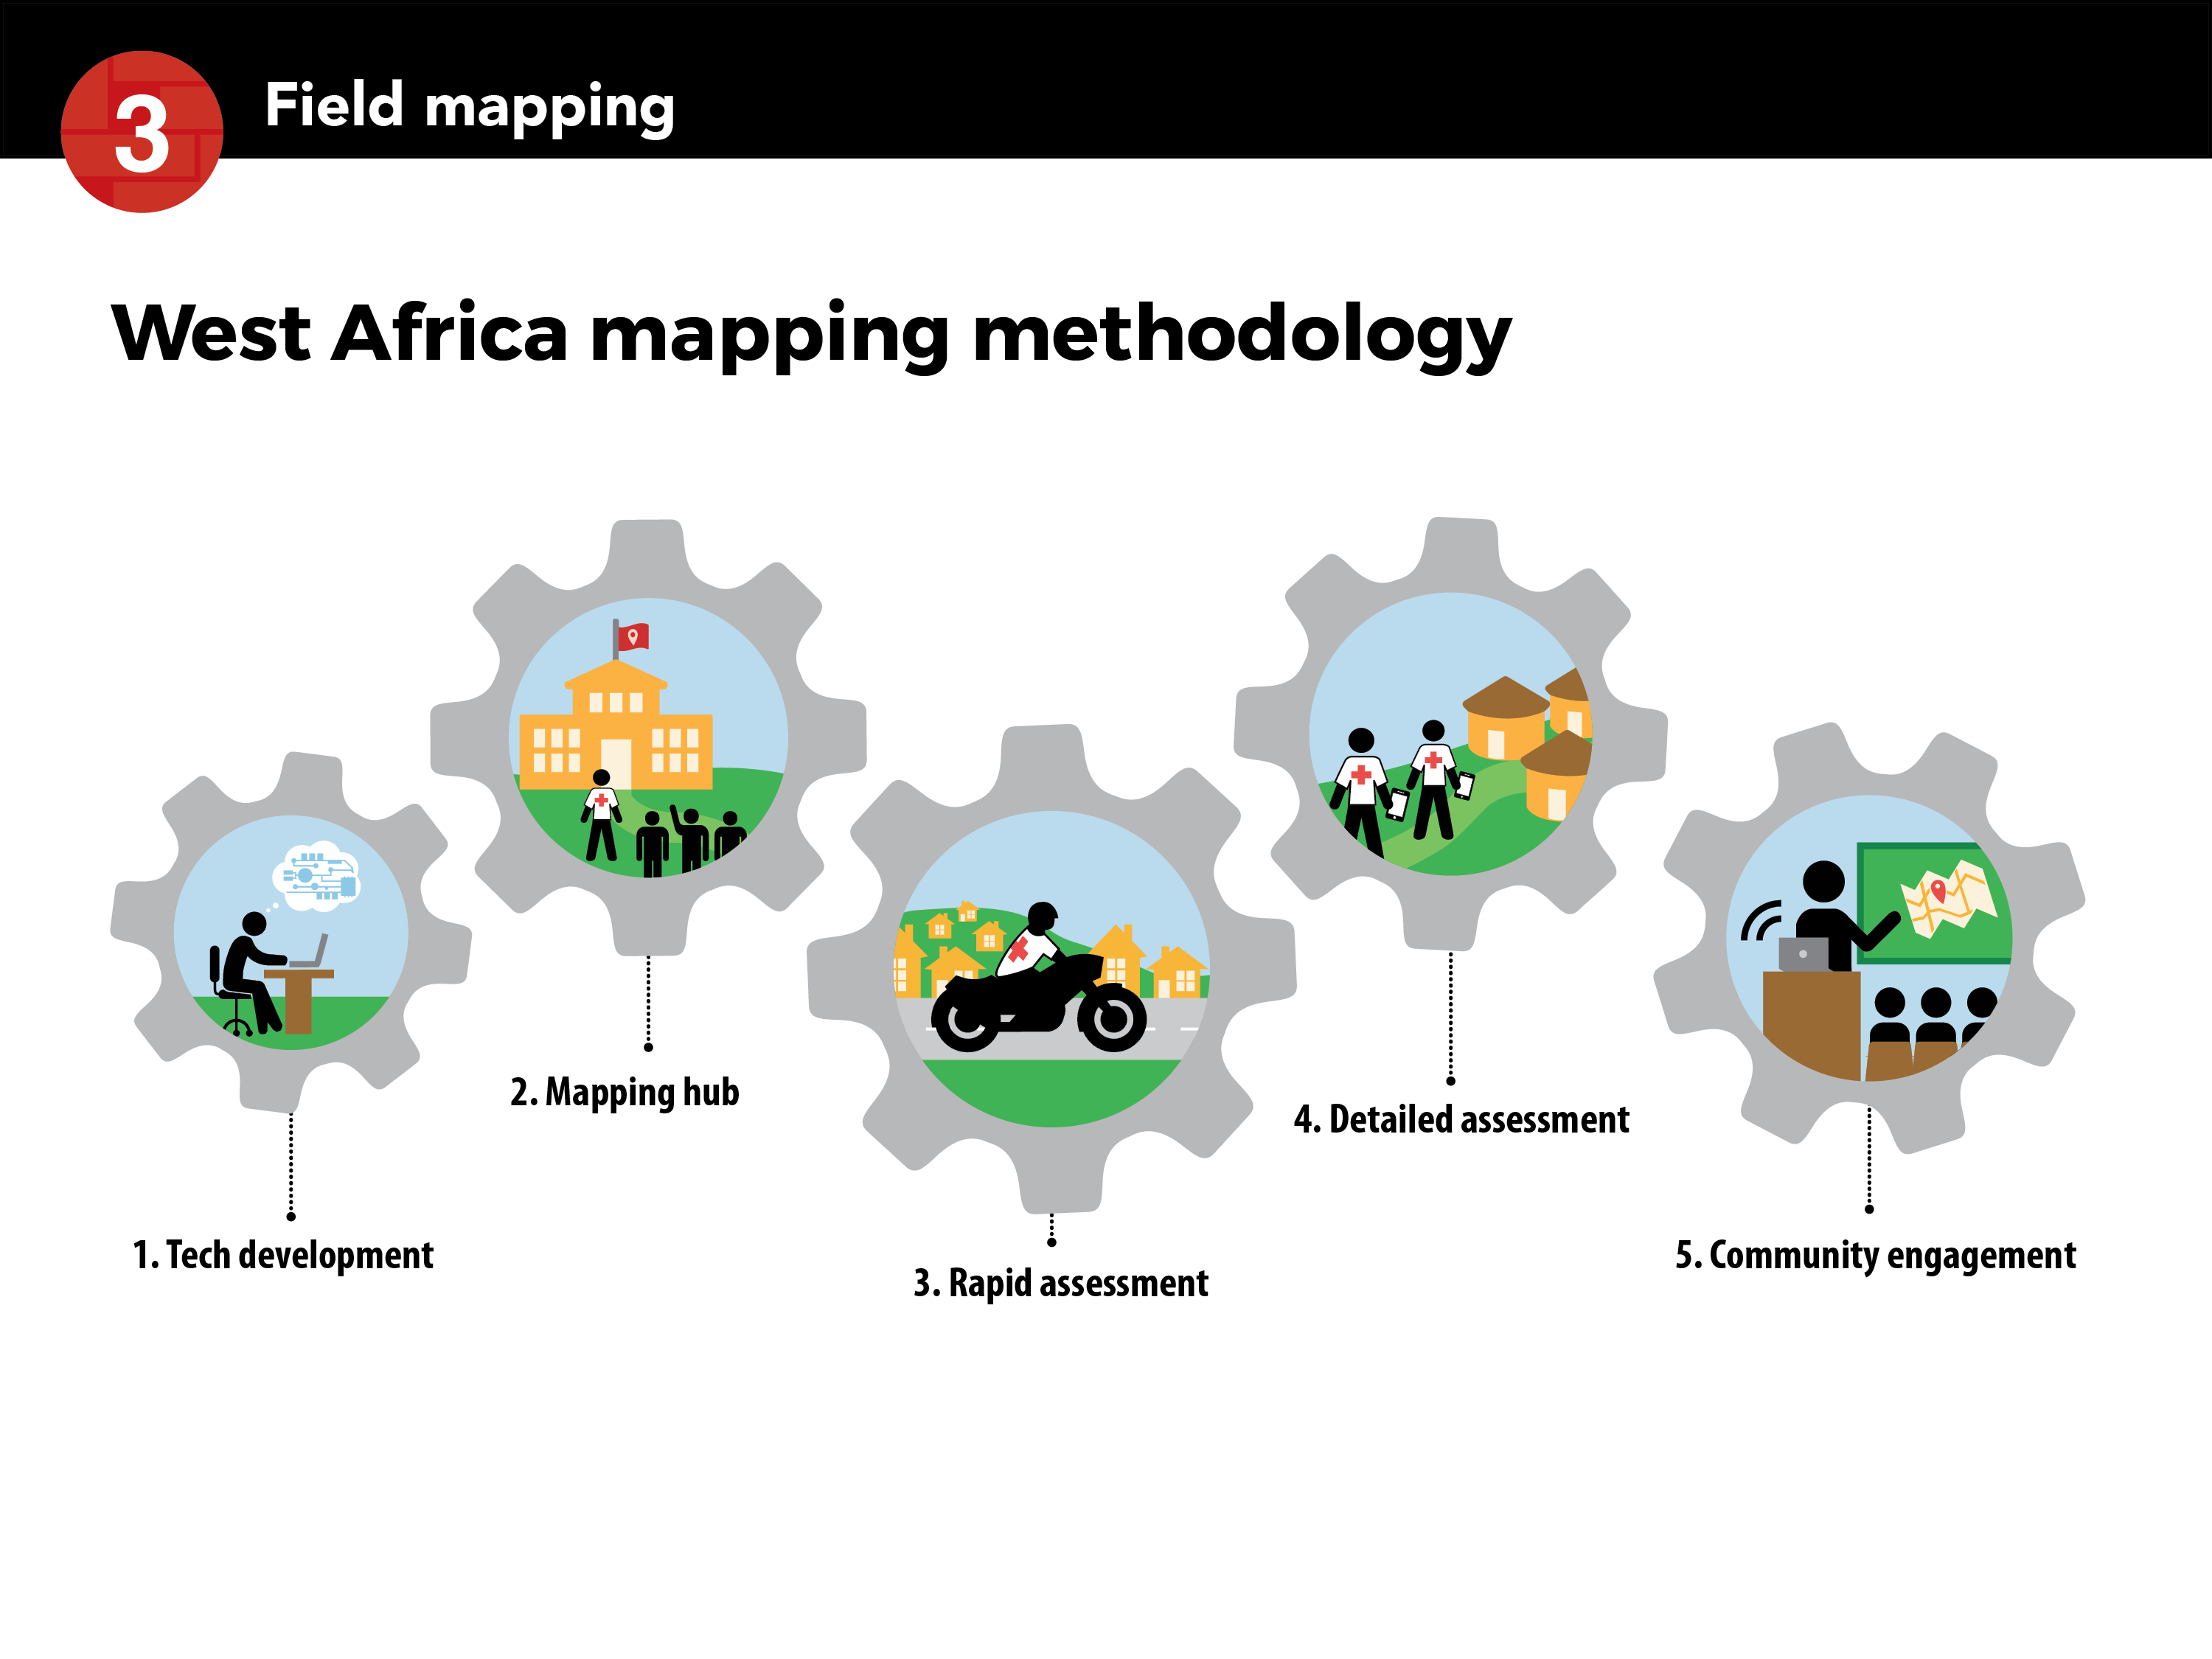 3
Field mapping
West Africa mapping methodology
1. Tech development
2. Mapping hub
3. Rapid assessment
4. Detailed assessment
5. Community engagement